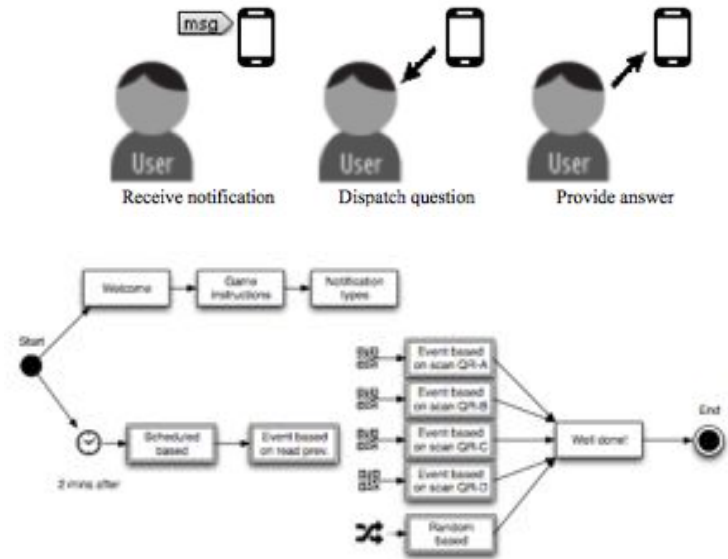 msg
User
User
User
Receive notification
Dispatch question
Provide answer
Welcome
Game
instructions
Notification
types
Start
Event based
on scan QR-A
Event based
on scan QR-B
End
Scheduled
based
Event based
on read prev.
Event based
on scan QR-C
Well done!
2 mins after
Event based
on scan QR-D
Random
based